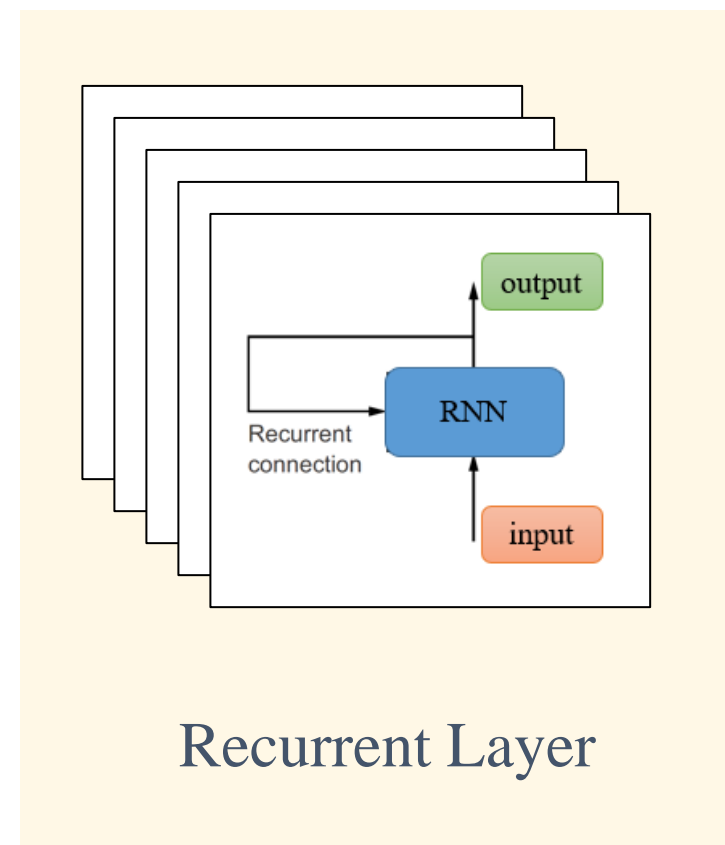 output
RNN
Recurrent
connection
input
Recurrent Layer